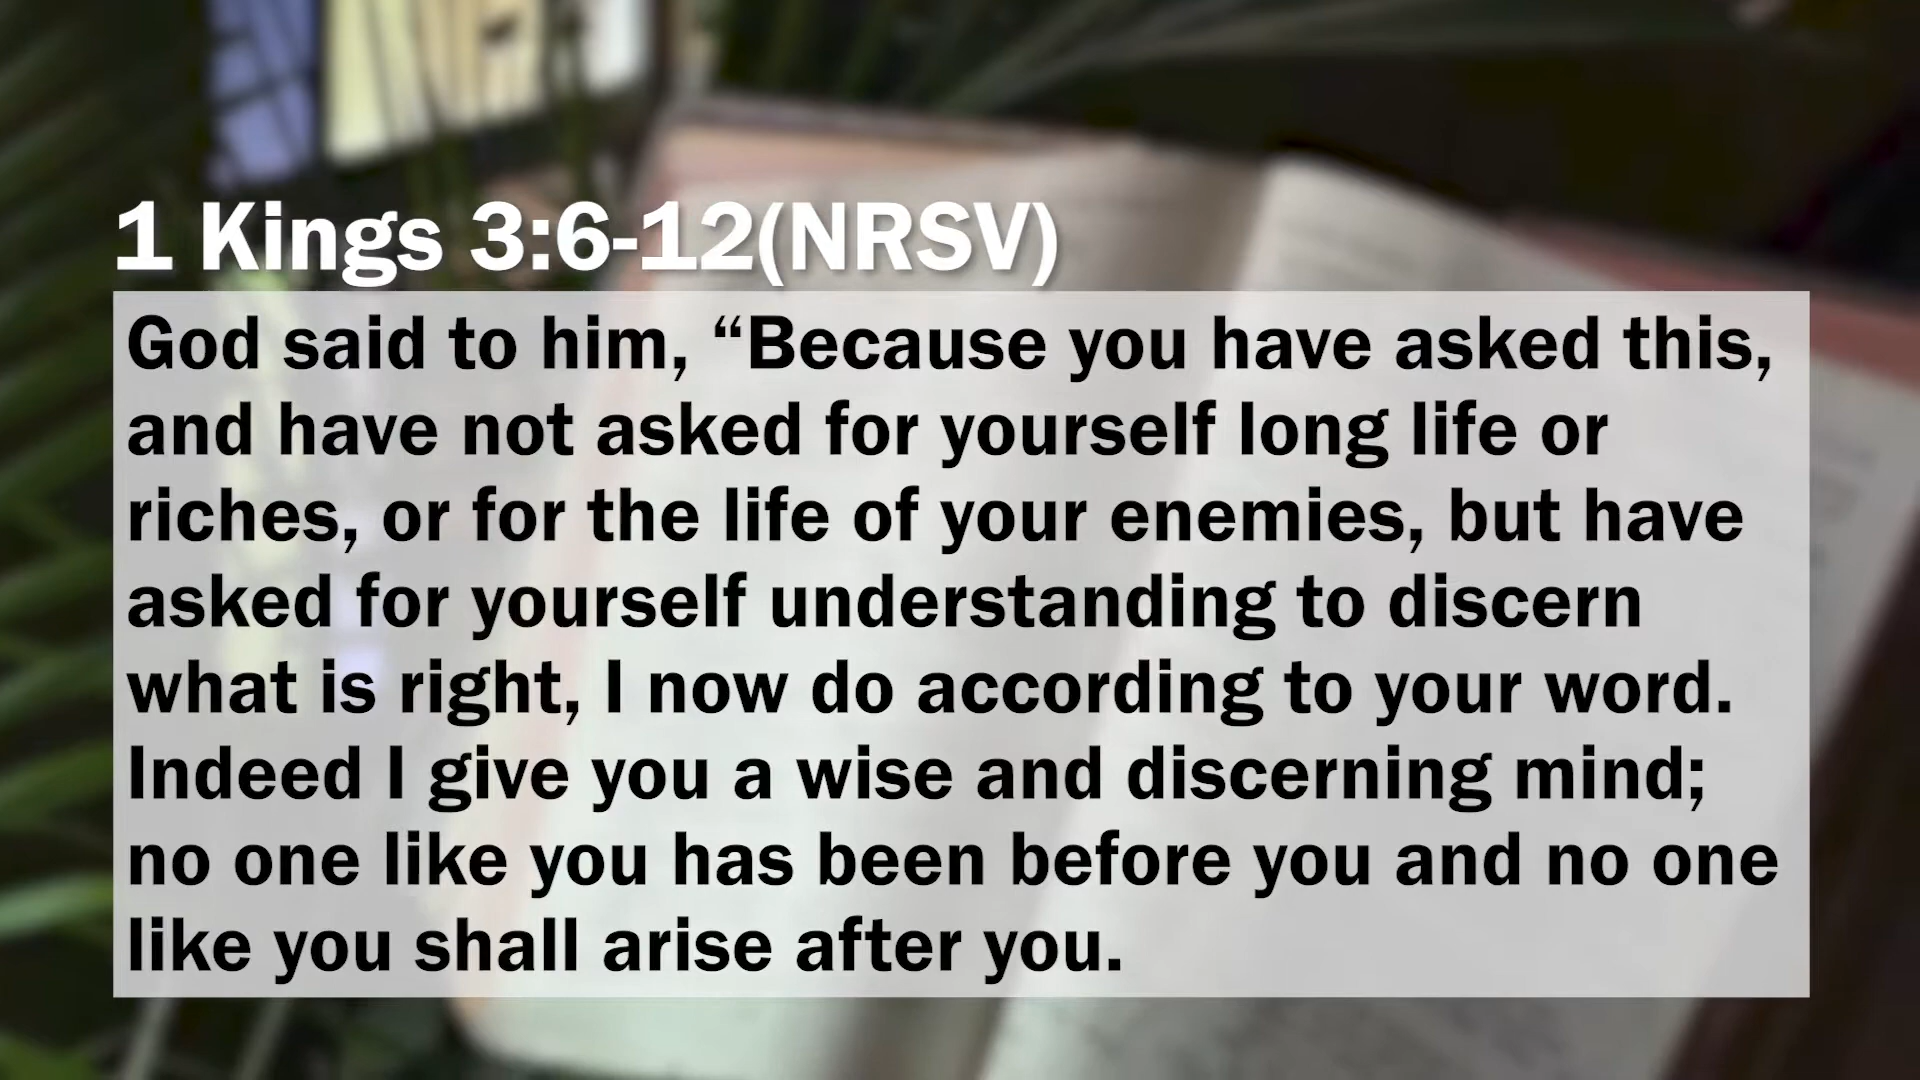 1 Kings 3:6-12(NRSV)
God said to him, “Because you have asked this,
and have not asked for yourself long life or
riches, or for the life of your enemies, but have
asked for yourself understanding to discern
what is right, I now do according to your word.
Indeed I give you a wise and discerning mind;
no one like you has been before you and no one
like you shall arise after you.